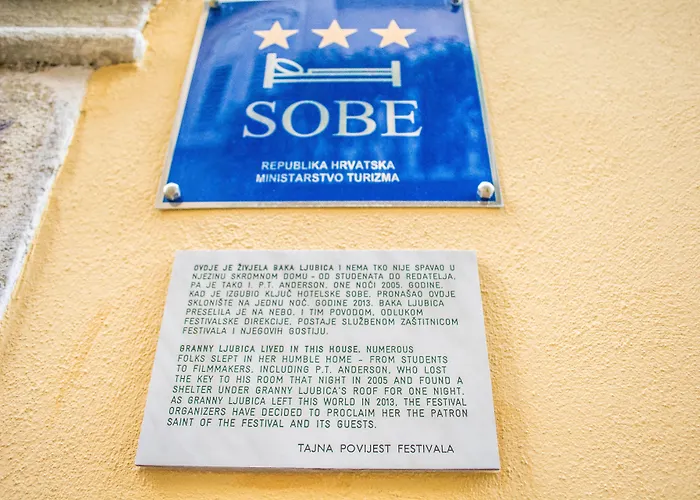 SOBE
REPUBLIKA HRVATSKA
MINISTARSTVO TURIZMA
OVDJE JE ŽIVJELA BAKA LJUBICA I NEMA TKO NIJE SPAVAO U
NJEZINU SKROMNOM DOMU - OD STUDENATA DO REDATELJA,
PA JE TAKO I. P.T. ANDERSON, ONE NOĆI 2005. GODINE,
KAD JE IZGUBIO KLJUČ HOTELSKE SOBE, PRONAŠAO OVDJE
SKLONIŠTE NA JEDNU NOĆ. GODINE 2013. BAKA LJUBICA
PRESELILA JE NA NEBO, I TIM POVODOM, ODLUKOM
FESTIVALSKE DIREKCIJE, POSTAJE SLUŽBENOM ZAŠTITNICOM
FESTIVALA I NJEGOVIH GOSTIJU.
GRANNY LJUBICA LIVED IN THIS HOUSE. NUMEROUS
FOLKS SLEPT IN HER HUMBLE HOME - FROM STUDENTS
TO FILMMAKERS, INCLUDING P.T. ANDERSON, WHO LOST
THE KEY TO HIS ROOM THAT NIGHT IN 2005 AND FOUND A
SHELTER UNDER GRANNY LJUBICA'S ROOF FOR ONE NIGHT.
AS GRANNY LJUBICA LEFT THIS WORLD IN 2013, THE FESTIVAL
ORGANIZERS HAVE DECIDED TO PROCLAIM HER THE PATRON
SAINT OF THE FESTIVAL AND ITS GUESTS.
TAJNA POVIJEST FESTIVALA